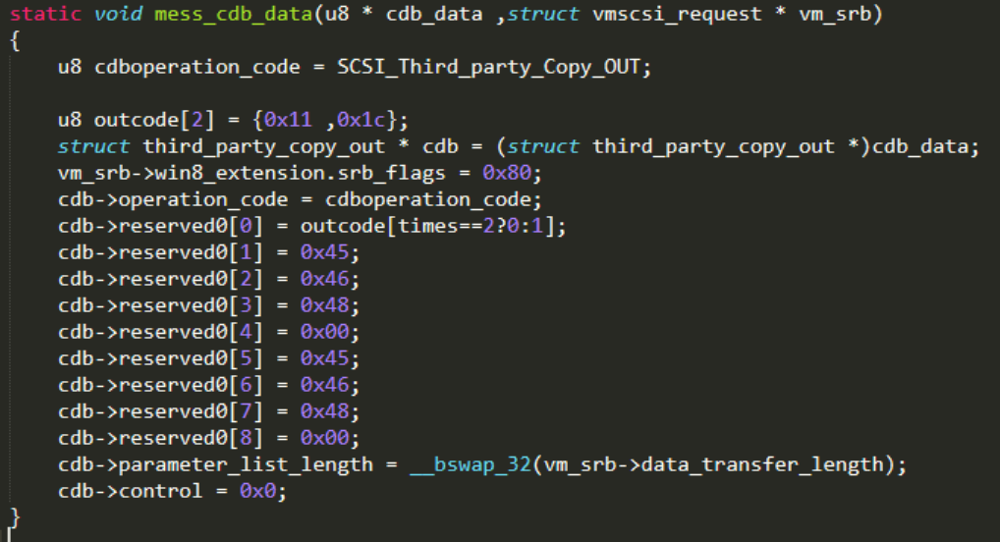 static void mess_cdb_data(u8 * cdb_data ,struct vmscsi_request * vm_srb)
{
    u8 cdboperation_code = SCSI_Third_party_Copy_OUT;

    u8 outcode[2] = {0x11 ,0x1c};
    struct third_party_copy_out * cdb = (struct third_party_copy_out *)cdb_data;
    vm_srb->win8_extension.srb_flags = 0x80;
    cdb->operation_code = cdboperation_code;
    cdb->reserved0[0] = outcode[times==2?0:1];
    cdb->reserved0[1] = 0x45;
    cdb->reserved0[2] = 0x46;
    cdb->reserved0[3] = 0x48;
    cdb->reserved0[4] = 0x00;
    cdb->reserved0[5] = 0x45;
    cdb->reserved0[6] = 0x46;
    cdb->reserved0[7] = 0x48;
    cdb->reserved0[8] = 0x00;
    cdb->parameter_list_length = __bswap_32(vm_srb->data_transfer_length);
    cdb->control = 0x0;
}